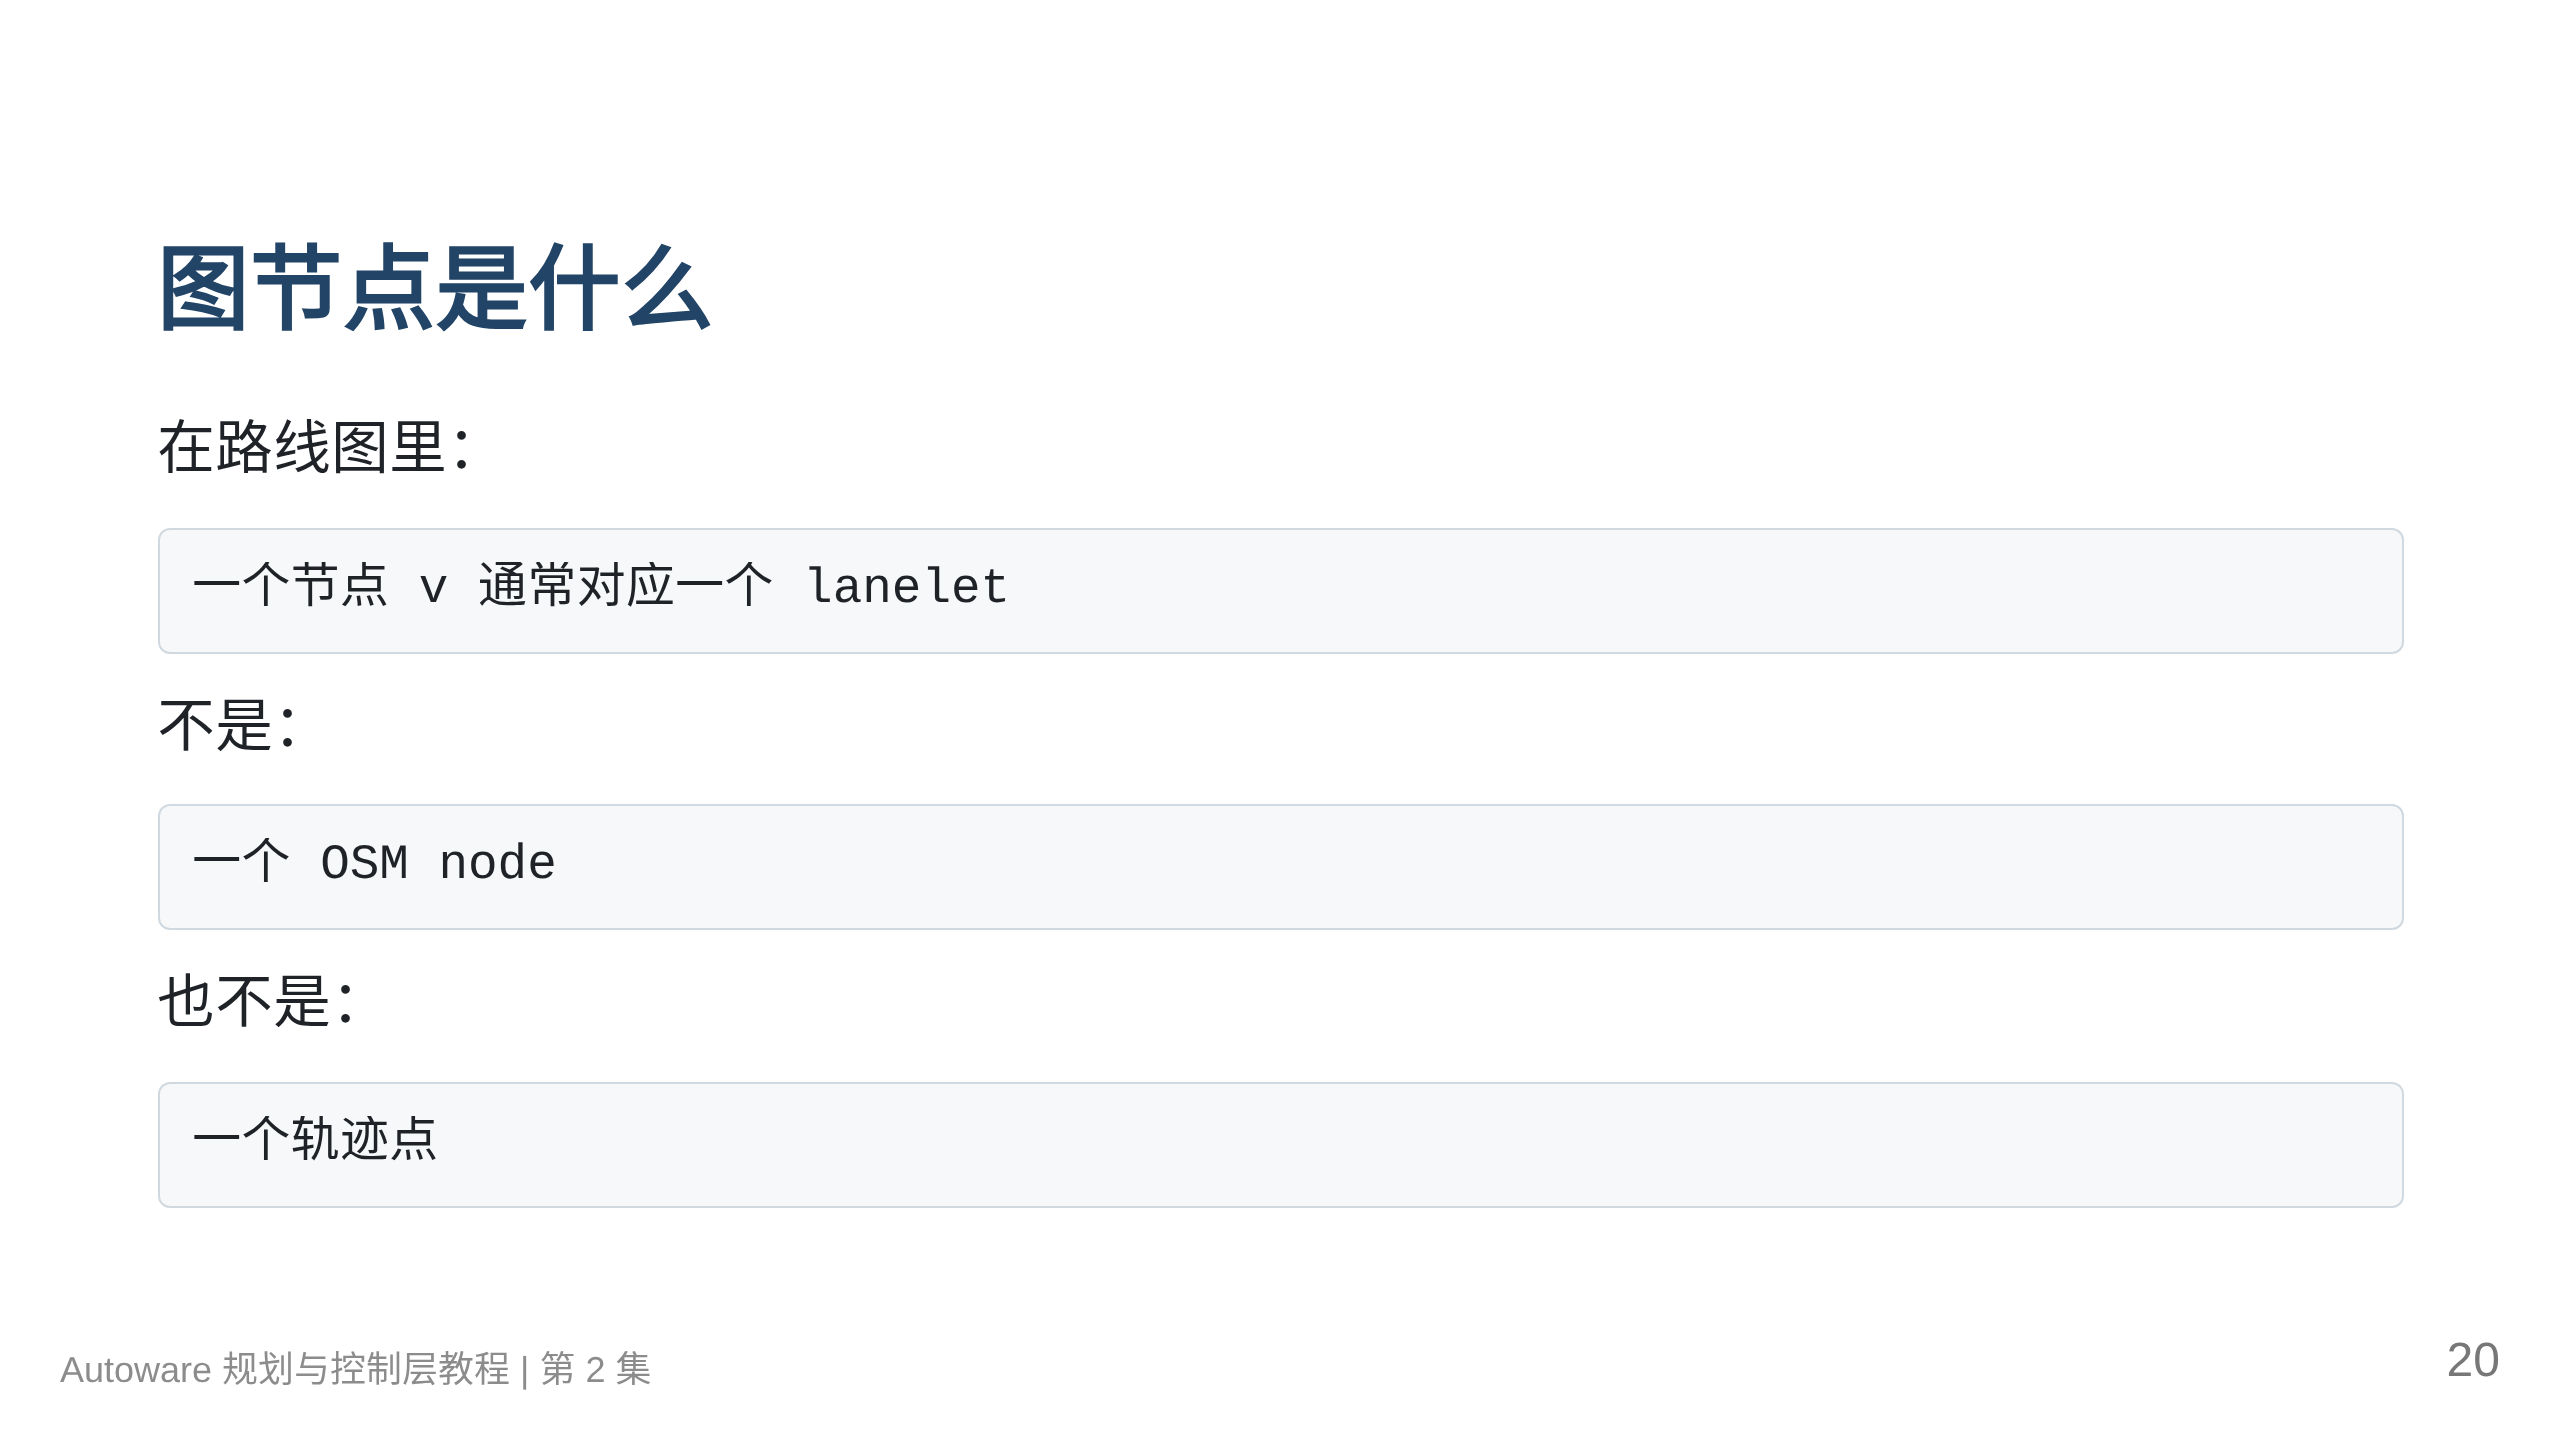 图节点是什么
在路线图里：
一个节点 v 通常对应一个 lanelet
不是：
一个 OSM node
也不是：
一个轨迹点
Autoware 规划与控制层教程 | 第 2 集
20